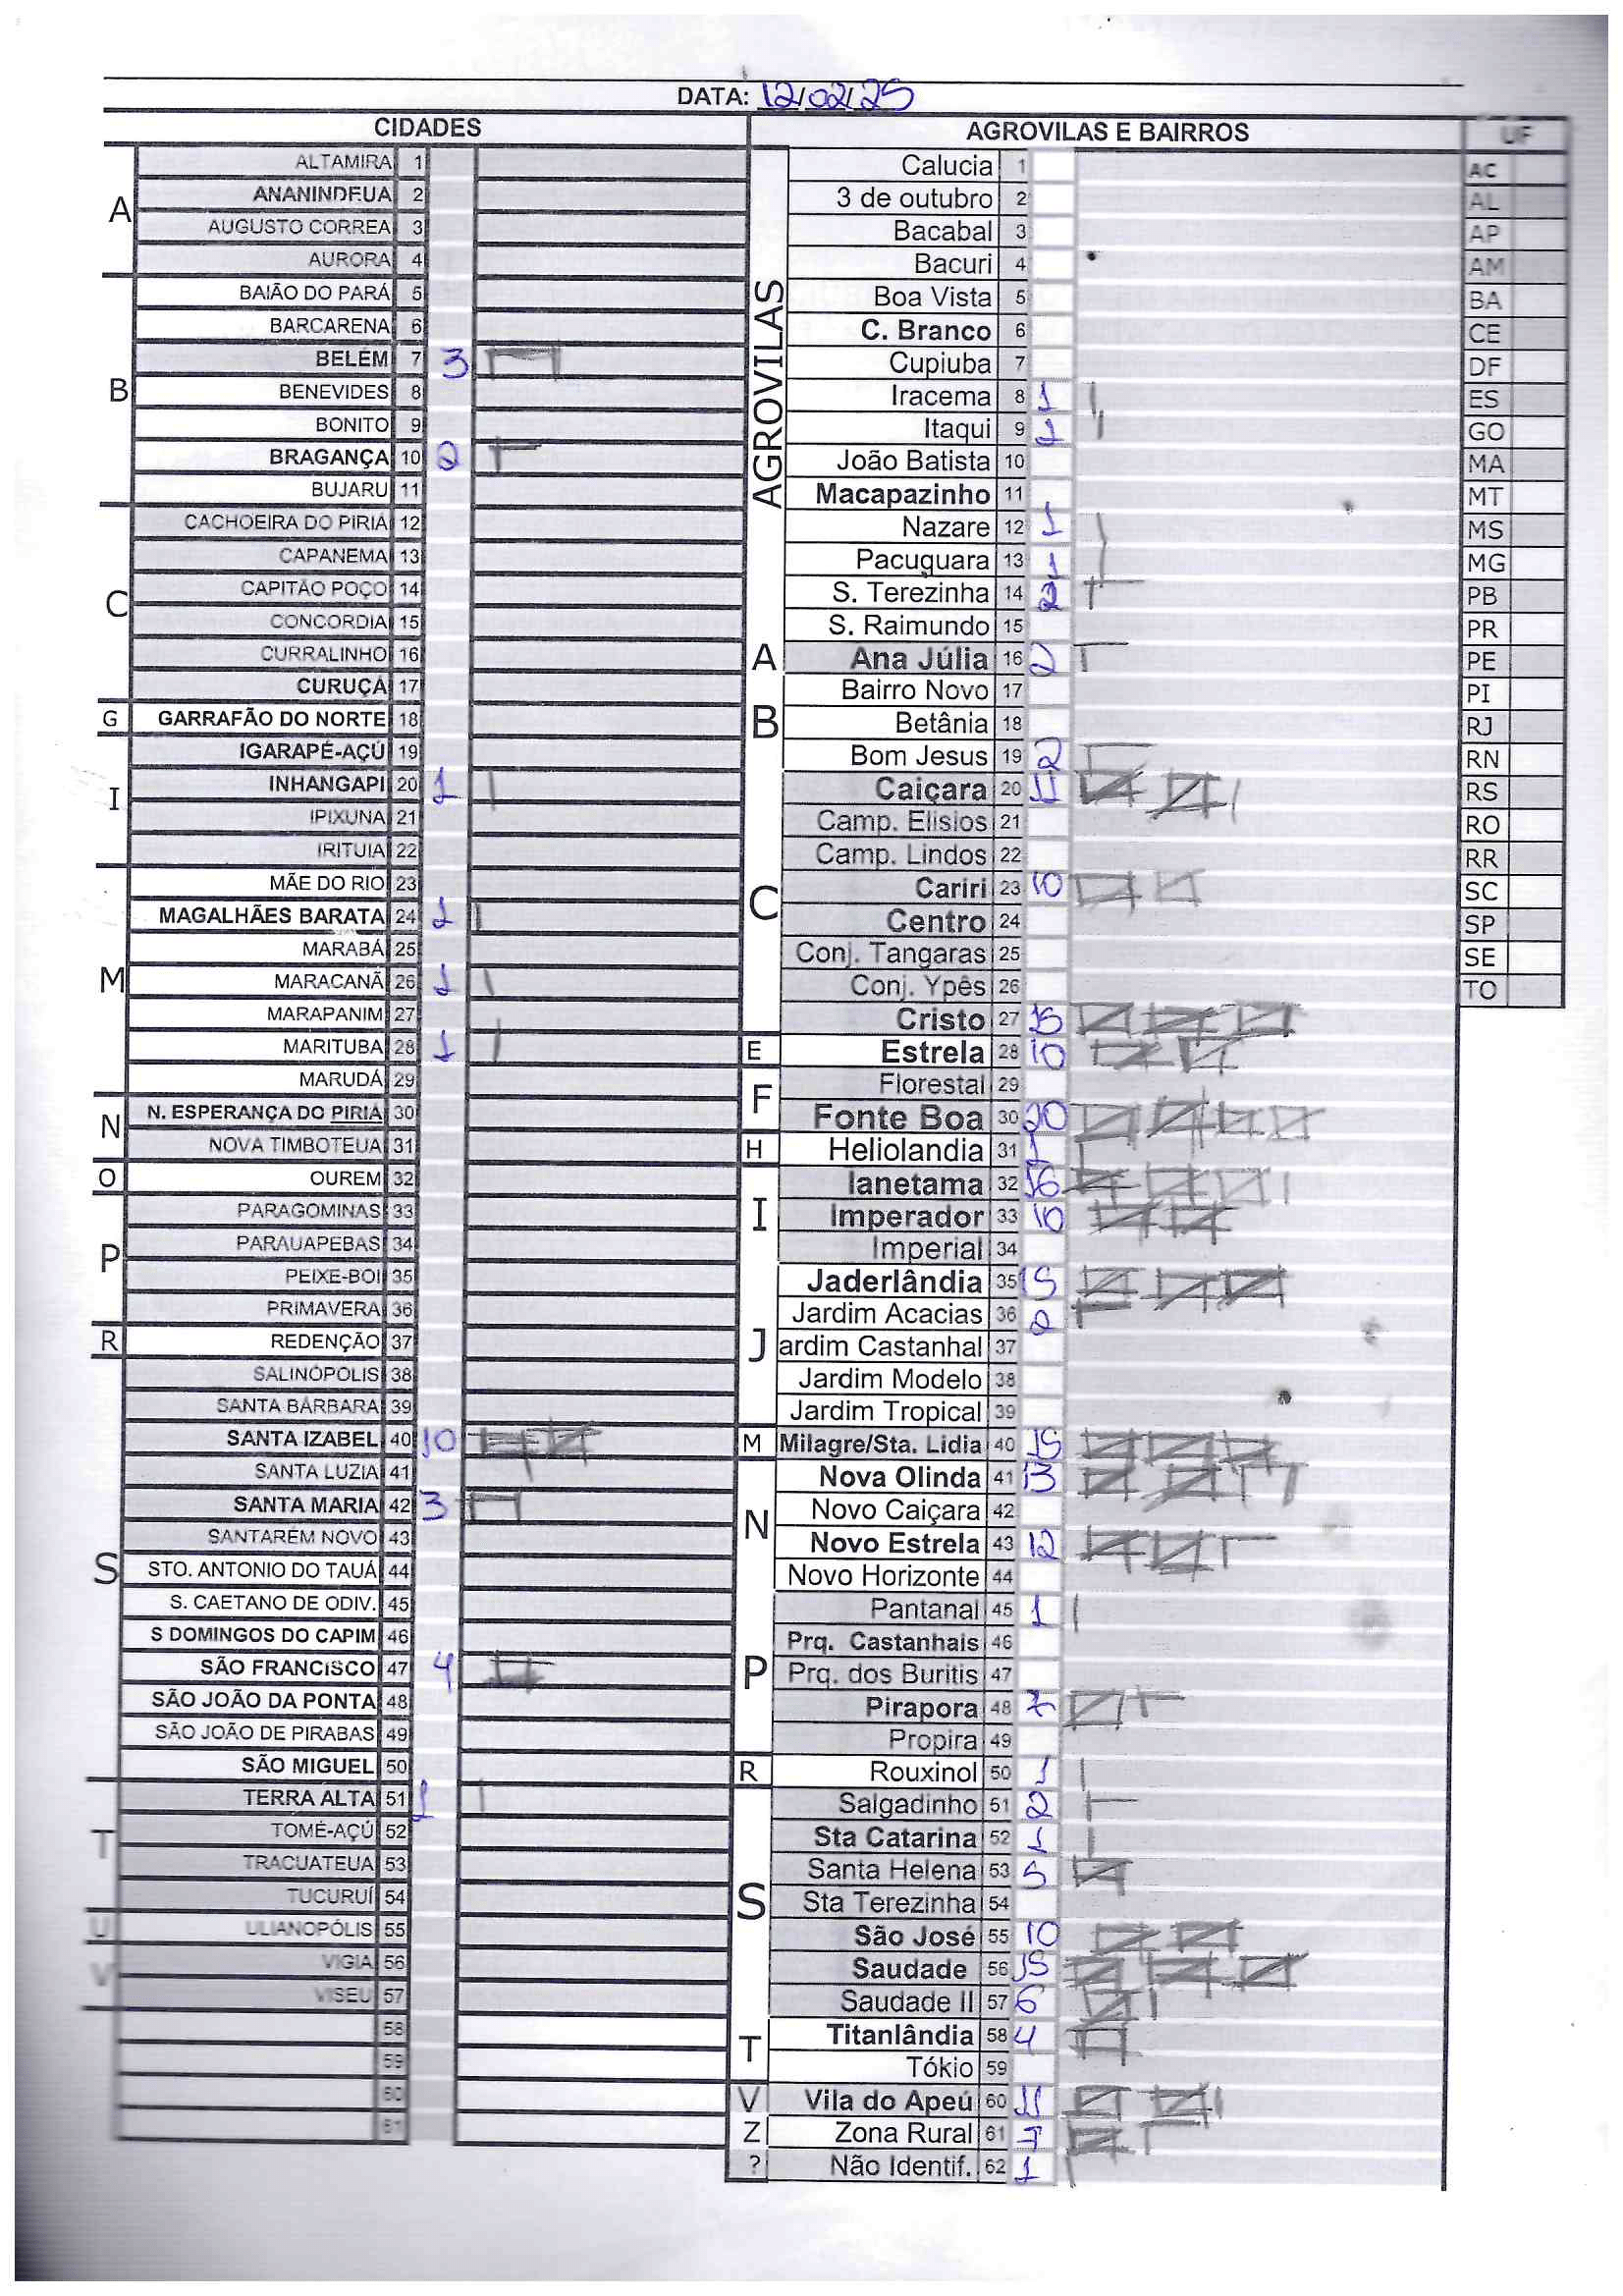 DATA: 12/02/25
CIDADES
A
ALTAMIRA 1
ANANINDEUA 2
AUGUSTO CORREA 3
AURORA 4
B
BAIÃO DO PARÁ 5
BARCARENA 6
BELÉM 7 3
BENEVIDES 8
BONITO 9
BRAGANÇA 10 2
BUJARU 11
C
CACHOEIRA DO PIRIÁ 12
CAPANEMA 13
CAPITÃO POÇO 14
CONCORDIA 15
CURRALINHO 16
CURUÇÁ 17
G
GARRAFÃO DO NORTE 18
I
IGARAPÉ-AÇÚ 19
INHANGAPI 20 1
IPIXUNA 21
IRITUIA 22
M
MÃE DO RIO 23
MAGALHÃES BARATA 24 1
MARABÁ 25
MARACANÃ 26 1
MARAPANIM 27
MARITUBA 28 1
MARUDÁ 29
N
N. ESPERANÇA DO PIRIÁ 30
NOVA TIMBOTEUA 31
O
OUREM 32
P
PARAGOMINAS 33
PARAUAPEBAS 34
PEIXE-BOI 35
PRIMAVERA 36
R
REDENÇÃO 37
S
SALINÓPOLIS 38
SANTA BÁRBARA 39
SANTA IZABEL 40 10
SANTA LUZIA 41
SANTA MARIA 42 3
SANTARÉM NOVO 43
STO. ANTONIO DO TAUÁ 44
S. CAETANO DE ODIV. 45
S DOMINGOS DO CAPIM 46
SÃO FRANCISCO 47 4
SÃO JOÃO DA PONTA 48
SÃO JOÃO DE PIRABAS 49
SÃO MIGUEL 50
T
TERRA ALTA 51 1
TOMÉ-AÇÚ 52
TRACUATEUA 53
TUCURUÍ 54
U
ULIANOPÓLIS 55
V
VIGIA 56
VISEU 57
58
59
60
61
AGROVILAS E BAIRROS
AGROVILAS
Calucia 1
3 de outubro 2
Bacabal 3
Bacuri 4
Boa Vista 5
C. Branco 6
Cupiuba 7
Iracema 8 1
Itaqui 9 1
João Batista 10
Macapazinho 11
Nazare 12 1
Pacuquara 13 1
S. Terezinha 14 2
S. Raimundo 15
A
Ana Júlia 16 2
B
Bairro Novo 17
Betânia 18
Bom Jesus 19 2
C
Caiçara 20 11
Camp. Elisios 21
Camp. Lindos 22
Cariri 23 10
Centro 24
Conj. Tangaras 25
Conj. Ypês 26
Cristo 27 15
E
Estrela 28 10
F
Florestal 29
Fonte Boa 30 20
H
Heliolandia 31 1
I
Ianetama 32 16
Imperador 33 10
Imperial 34
J
Jaderlândia 35 15
Jardim Acacias 36 2
ardim Castanhal 37
Jardim Modelo 38
Jardim Tropical 39
M
Milagre/Sta. Lidia 40 15
N
Nova Olinda 41 13
Novo Caiçara 42
Novo Estrela 43 12
Novo Horizonte 44
P
Pantanal 45 1
Prq. Castanhais 46
Prq. dos Buritis 47
Pirapora 48 7
Propira 49
R
Rouxinol 50 1
S
Salgadinho 51 2
Sta Catarina 52 1
Santa Helena 53 5
Sta Terezinha 54
São José 55 10
Saudade 56 15
Saudade II 57 6
T
Titanlândia 58 4
Tókio 59
V
Vila do Apeú 60 11
Z
Zona Rural 61 7
?
Não Identif. 62 1
UF
AC
AL
AP
AM
BA
CE
DF
ES
GO
MA
MT
MS
MG
PB
PR
PE
PI
RJ
RN
RS
RO
RR
SC
SP
SE
TO